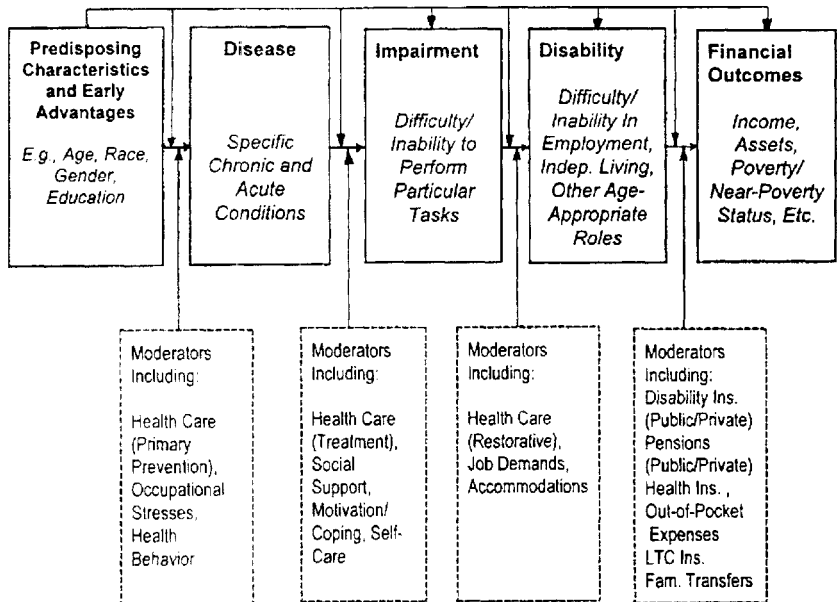 Predisposing
Characteristics
and Early
Advantages
E.g., Age, Race,
Gender,
Education
Disease
Specific
Chronic and
Acute
Conditions
Impairment
Difficulty/
Inability to
Perform
Particular
Tasks
Disability
Difficulty/
Inability In
Employment,
Indep. Living,
Other Age-
Appropriate
Roles
Financial
Outcomes
Income,
Assets,
Poverty/
Near-Poverty
Status, Etc.
Moderators
Including:
Health Care
(Primary
Prevention),
Occupational
Stresses,
Health
Behavior
Moderators
Including:
Health Care
(Treatment),
Social
Support,
Motivation/
Coping, Self-
Care
Moderators
Including:
Health Care
(Restorative),
Job Demands,
Accommodations
Moderators
Including:
Disability Ins.
(Public/Private)
Pensions
(Public/Private)
Health Ins.,
Out-of-Pocket
Expenses
LTC Ins.
Fam. Transfers